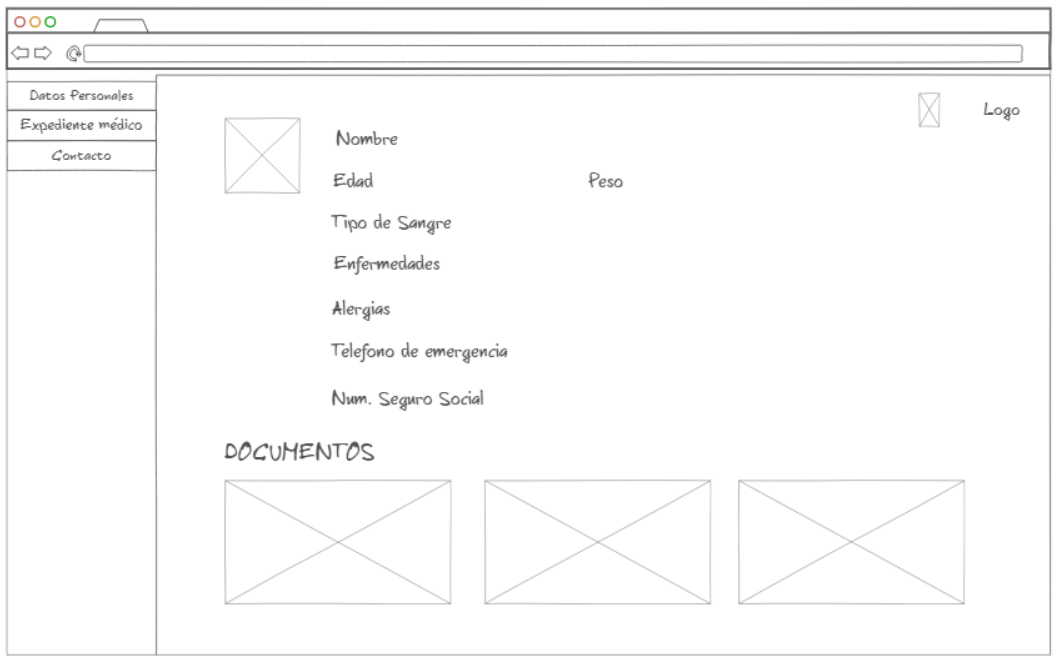 Datos Personales
Expediente médico
Contacto
Logo
Nombre
Edad
Peso
Tipo de Sangre
Enfermedades
Alergias
Telefono de emergencia
Num. Seguro Social
DOCUMENTOS